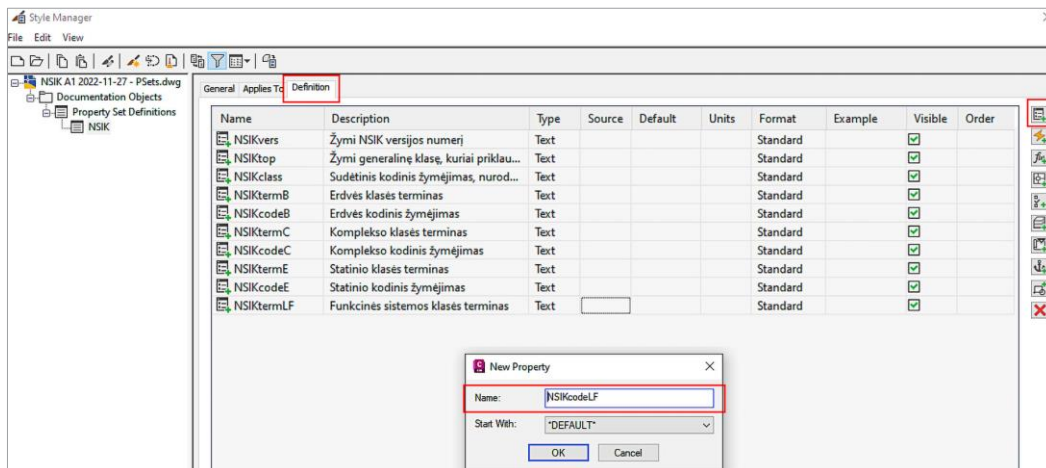 Style Manager
File Edit View
NSIK A1 2022-11-27 - PSets.dwg
Documentation Objects
Property Set Definitions
NSIK
General Applies To Definition
Name Description Type Source Default Units Format Example Visible Order
NSIKvers Žymi NSIK versijos numerį Text Standard
NSIKtop Žymi generalinę klasę, kuriai priklau... Text Standard
NSIKclass Sudėtinis kodinis žymėjimas, nurod... Text Standard
NSIKtermB Erdvės klasės terminas Text Standard
NSIKcodeB Erdvės kodinis žymėjimas Text Standard
NSIKtermC Komplekso klasės terminas Text Standard
NSIKcodeC Komplekso kodinis žymėjimas Text Standard
NSIKtermE Statinio klasės terminas Text Standard
NSIKcodeE Statinio kodinis žymėjimas Text Standard
NSIKtermLF Funkcinės sistemos klasės terminas Text Standard
New Property
Name: NSIKcodeLF
Start With: *DEFAULT*
OK Cancel